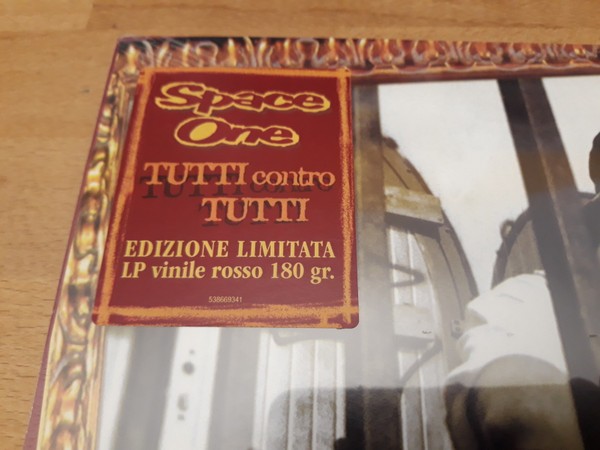 Space
One
TUTTI contro
TUTTI
EDIZIONE LIMITATA
LP vinile rosso 180 gr.
538669341